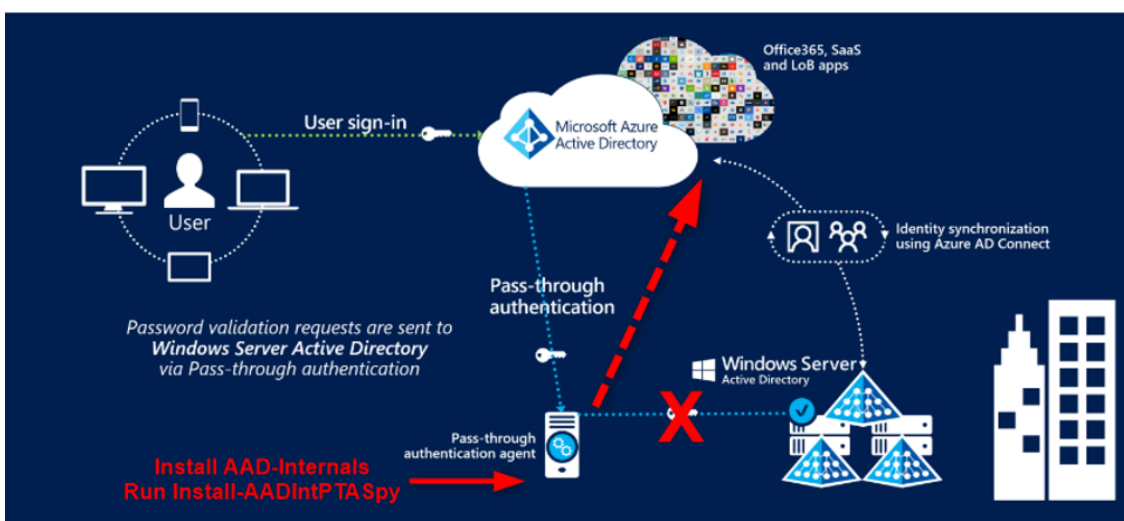 Office365, SaaS
and LoB apps
User sign-in
Microsoft Azure
Active Directory
User
Identity synchronization
using Azure AD Connect
Pass-through
authentication
Password validation requests are sent to
Windows Server Active Directory
via Pass-through authentication
Windows Server
Active Directory
X
Pass-through
authentication agent
Install AAD-Internals
Run Install-AADIntPTASpy